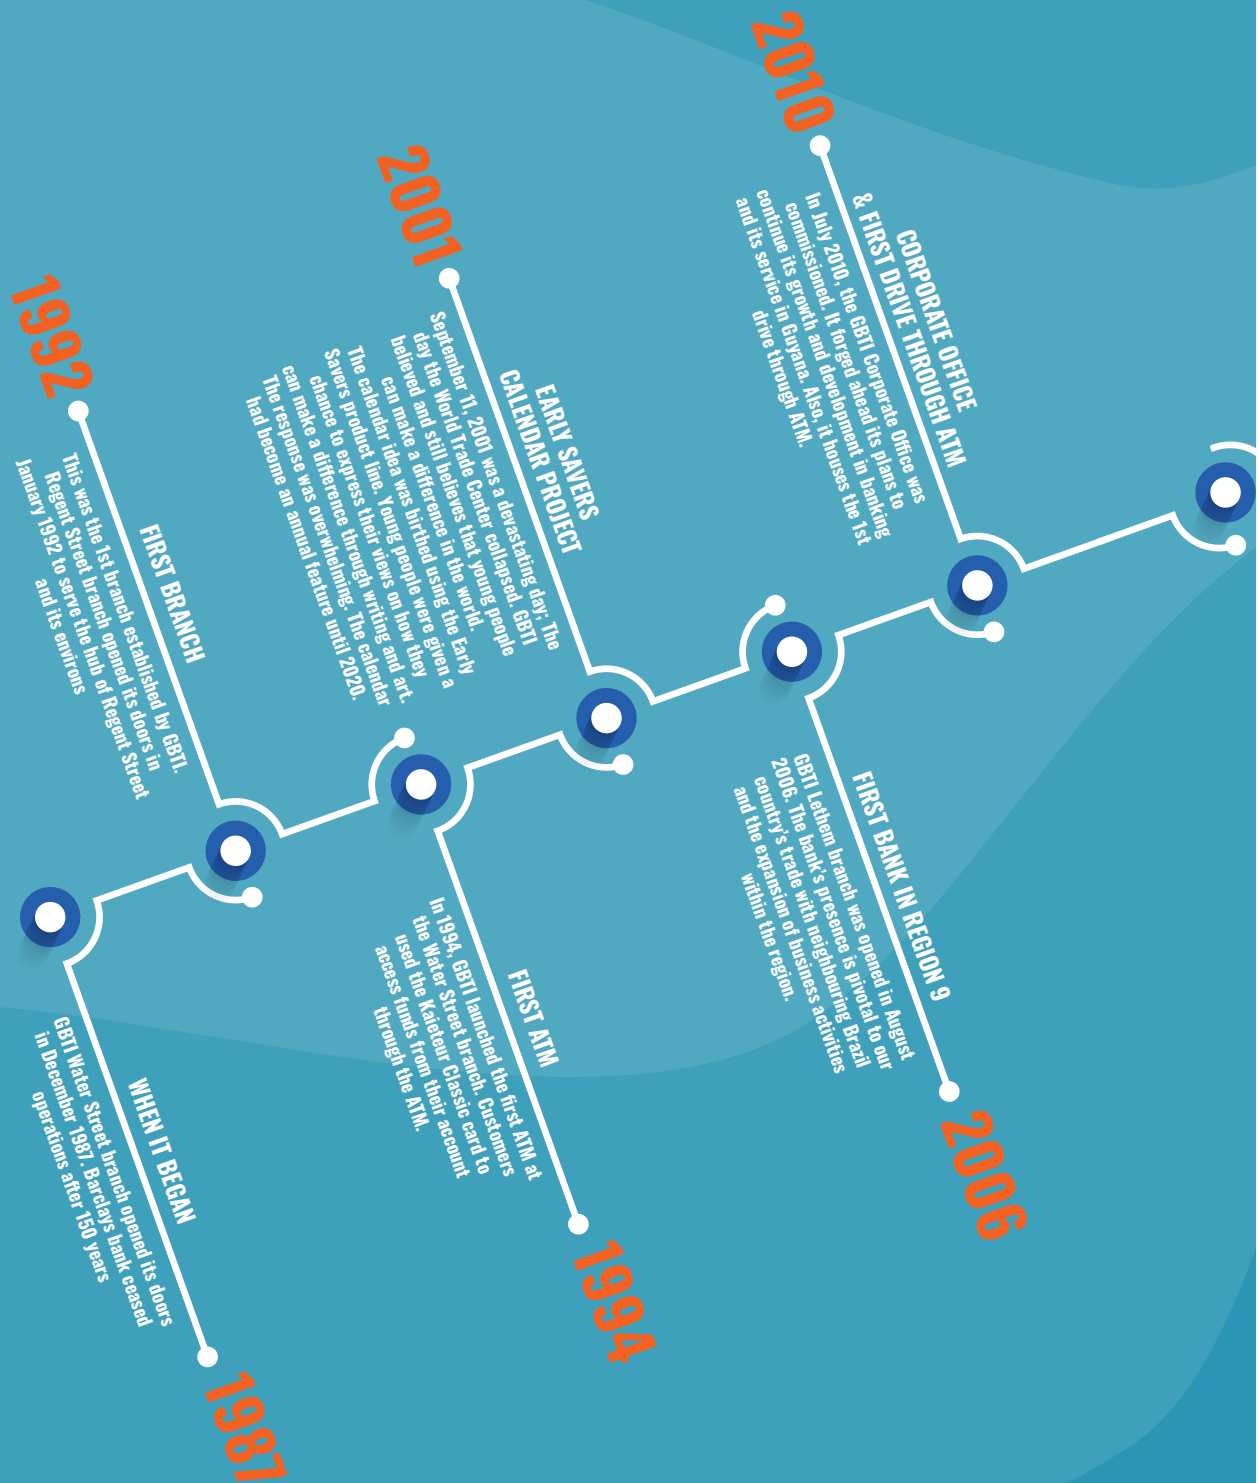 1987
WHEN IT BEGAN
GBTI Water Street branch opened its doors
in December 1987. Barclays bank ceased
operations after 150 years
1992
FIRST BRANCH
This was the 1st branch established by GBTI.
Regent Street branch opened its doors in
January 1992 to serve the hub of Regent Street
and its environs
1994
FIRST ATM
In 1994, GBTI launched the first ATM at
the Water Street branch. Customers
used the Kaieteur Classic card to
access funds from their account
through the ATM.
2001
EARLY SAVERS
CALENDAR PROJECT
September 11, 2001 was a devastating day; The
day the World Trade Center collapsed. GBTI
believed and still believes that young people
can make a difference in the world.
The calendar idea was birthed using the Early
Savers product line. Young people were given a
chance to express their views on how they
can make a difference through writing and art.
The response was overwhelming. The calendar
had become an annual feature until 2020.
2006
FIRST BANK IN REGION 9
GBTI Lethem branch was opened in August
2006. The bank's presence is pivotal to our
country's trade with neighbouring Brazil
and the expansion of business activities
within the region.
2010
CORPORATE OFFICE
& FIRST DRIVE THROUGH ATM
In July 2010, the GBTI Corporate Office was
commissioned. It forged ahead its plans to
continue its growth and development in banking
and its service in Guyana. Also, it houses the 1st
drive through ATM.